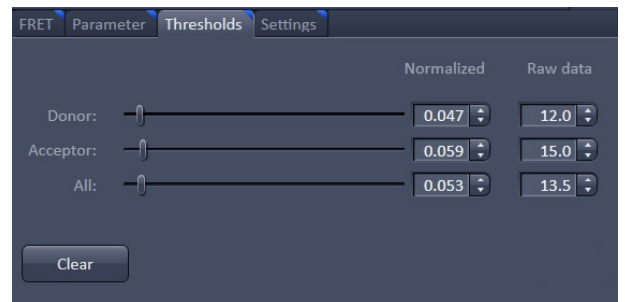 FRET Parameter Thresholds Settings
Normalized Raw data
Donor: 0.047 12.0
Acceptor: 0.059 15.0
All: 0.053 13.5
Clear